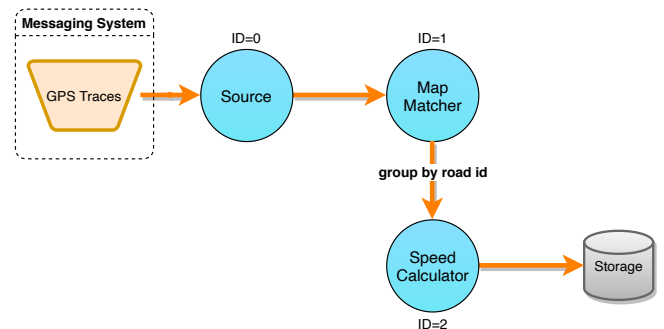 Messaging System
GPS Traces
ID=0
Source
ID=1
Map
Matcher
group by road id
Speed
Calculator
ID=2
Storage